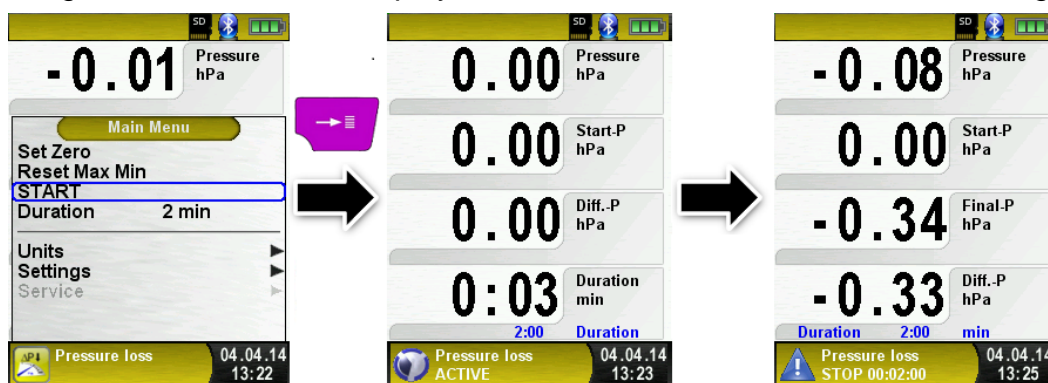 SD
-0.01 Pressure
hPa
Main Menu
Set Zero
Reset Max Min
START
Duration 2 min
Units
Settings
Service
ΔP
Pressure loss 04.04.14
13:22
SD
0.00 Pressure
hPa
0.00 Start-P
hPa
0.00 Diff.-P
hPa
0:03 Duration
min
2:00 Duration
Pressure loss 04.04.14
ACTIVE 13:23
SD
-0.08 Pressure
hPa
0.00 Start-P
hPa
-0.34 Final-P
hPa
-0.33 Diff.-P
hPa
Duration 2:00 min
Pressure loss 04.04.14
STOP 00:02:00 13:25